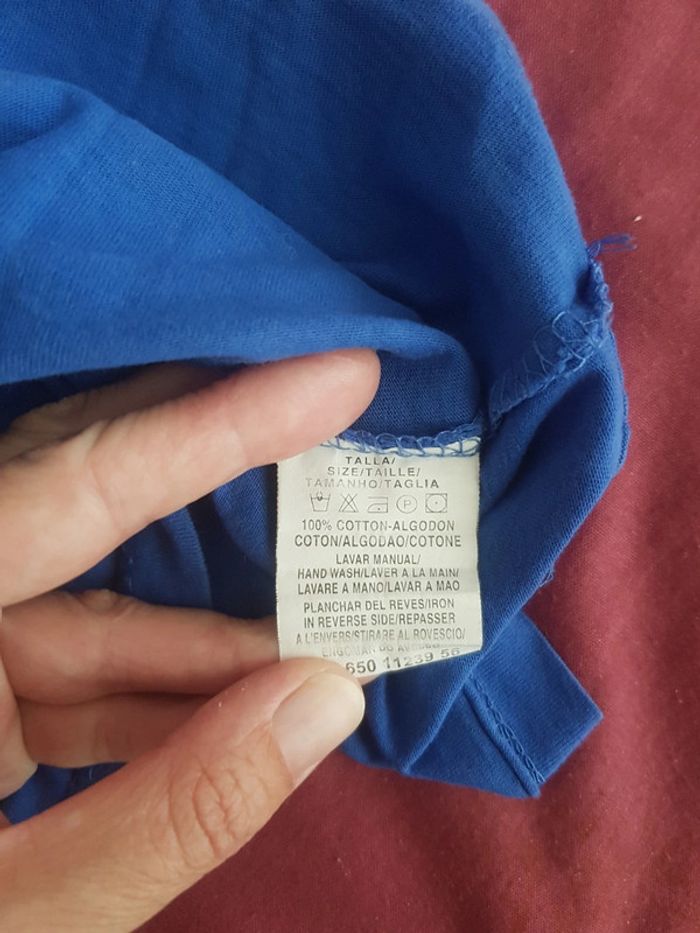 TALLA/
SIZE/TAILLE/
TAMANHO/TAGLIA
P
100% COTTON-ALGODON
COTON/ALGODAO/COTONE
LAVAR MANUAL/
HAND WASH/LAVER A LA MAIN/
LAVARE A MANO/LAVAR A MAO
PLANCHAR DEL REVES/IRON
IN REVERSE SIDE/REPASSER
A L'ENVERS/STIRARE AL ROVESCIO/
650 11239 56